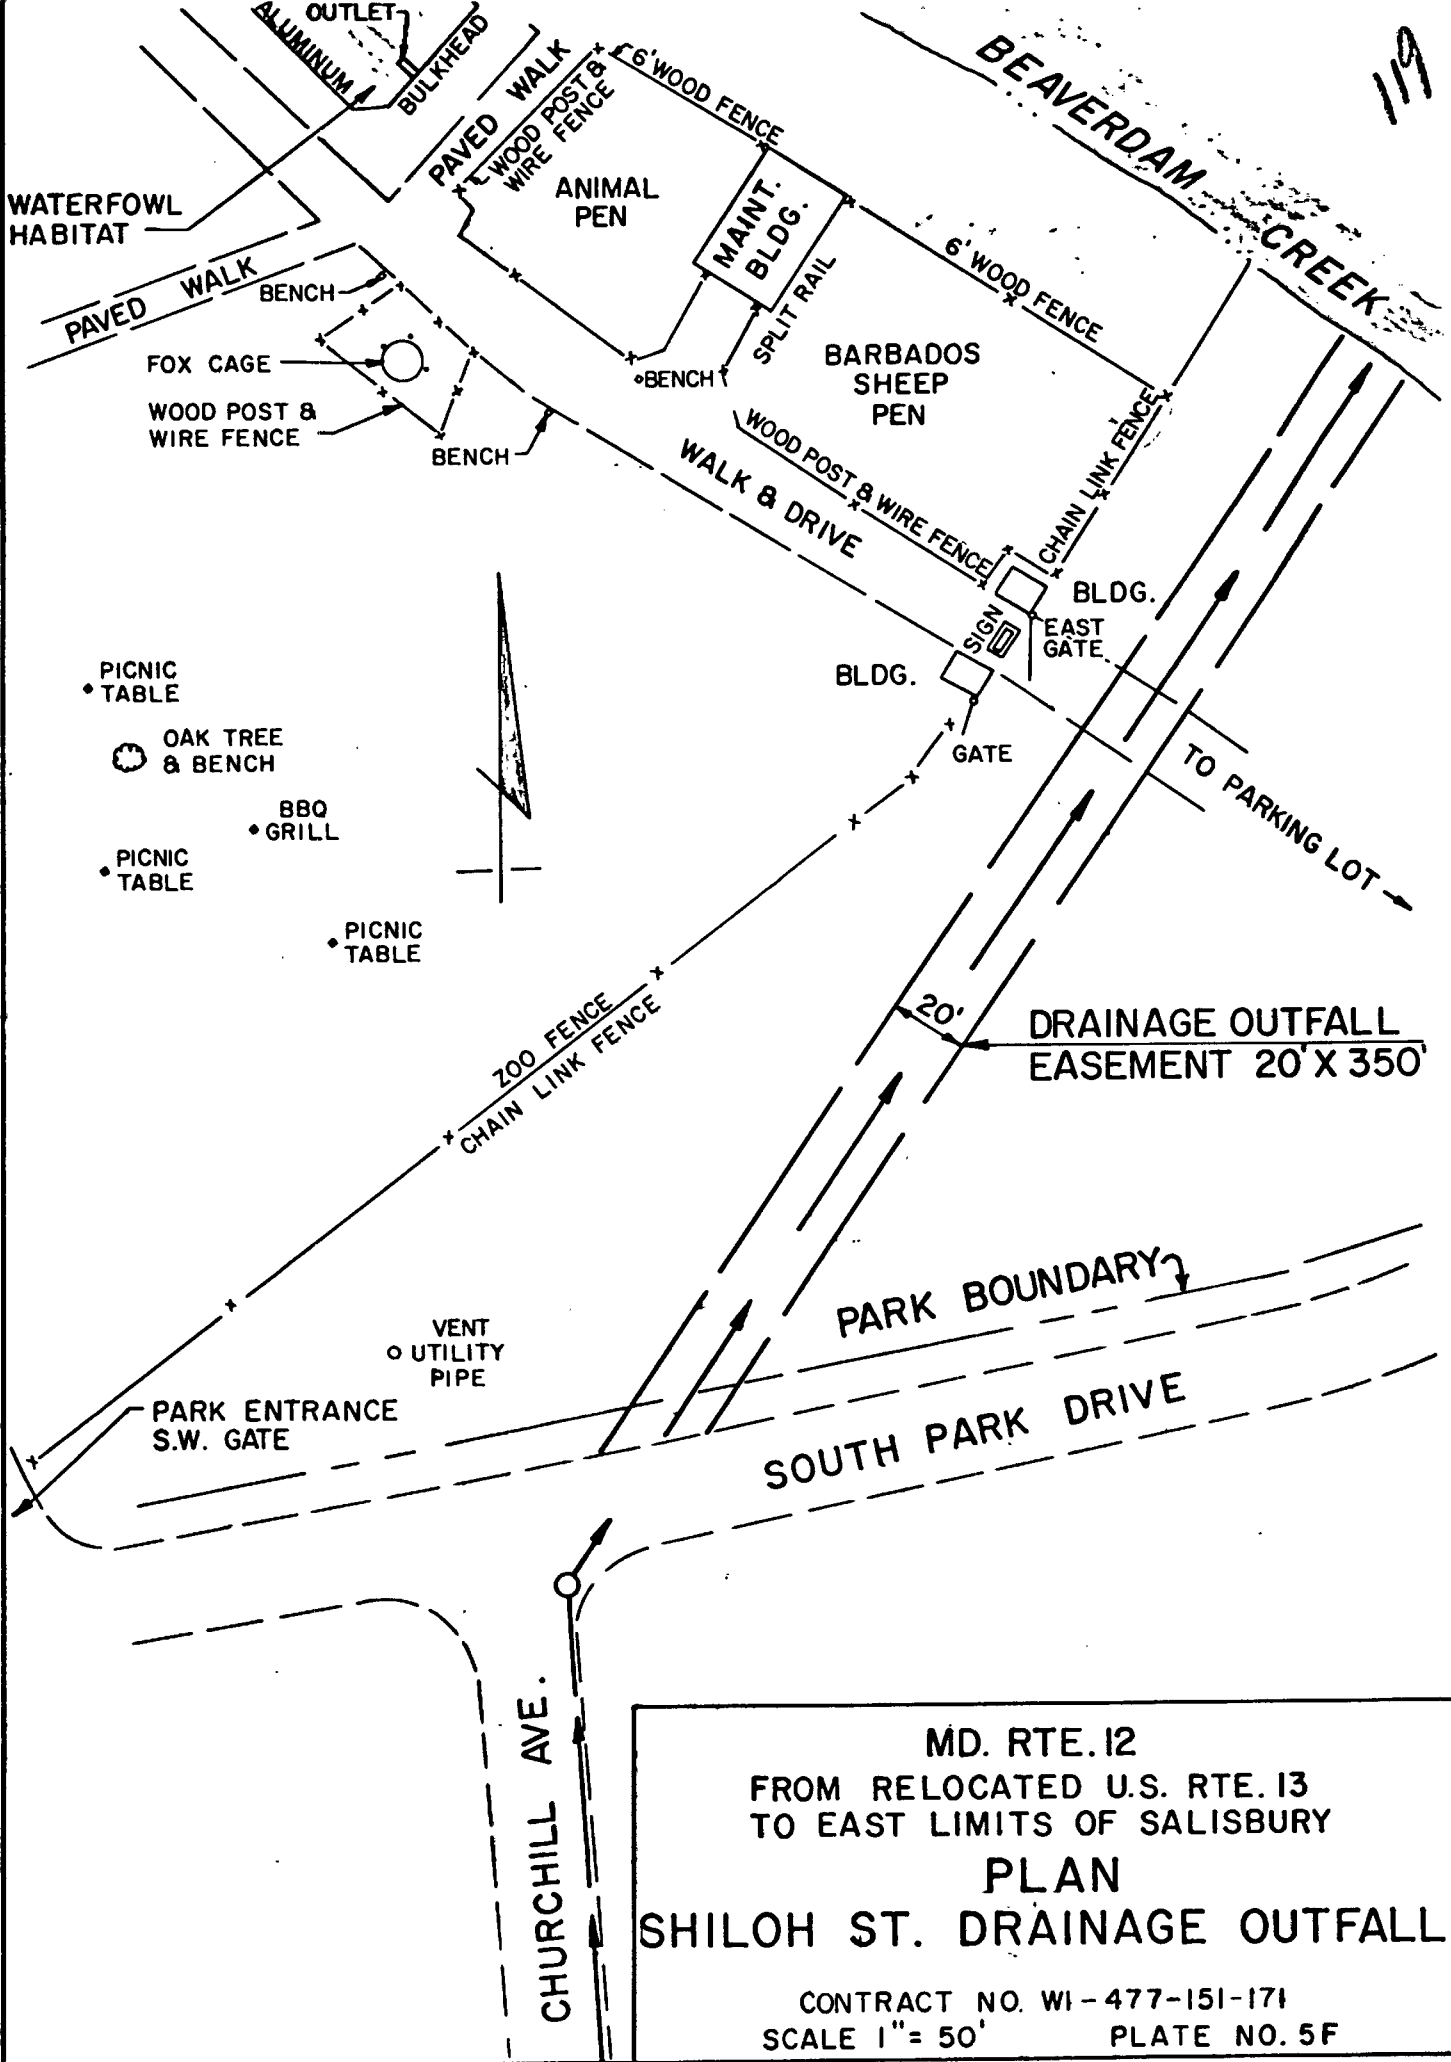 OUTLET
ALUMINUM
BULKHEAD
119
BEAVERDAM CREEK
PAVED WALK
WOOD POST &
WIRE FENCE
6' WOOD FENCE
ANIMAL
PEN
MAINT.
BLDG.
WATERFOWL
HABITAT
PAVED WALK
BENCH
6' WOOD FENCE
SPLIT RAIL
FOX CAGE
BENCH
BARBADOS
SHEEP
PEN
WOOD POST &
WIRE FENCE
BENCH
WOOD POST & WIRE FENCE
CHAIN LINK FENCE
WALK & DRIVE
BLDG.
SIGN
EAST
GATE
BLDG.
PICNIC
TABLE
OAK TREE
& BENCH
GATE
TO PARKING LOT
BBQ
GRILL
PICNIC
TABLE
PICNIC
TABLE
ZOO FENCE
CHAIN LINK FENCE
20'
DRAINAGE OUTFALL
EASEMENT 20' X 350'
PARK BOUNDARY
VENT
UTILITY
PIPE
PARK ENTRANCE
S.W. GATE
SOUTH PARK DRIVE
CHURCHILL AVE.
MD. RTE. 12
FROM RELOCATED U.S. RTE. 13
TO EAST LIMITS OF SALISBURY
PLAN
SHILOH ST. DRAINAGE OUTFALL
CONTRACT NO. WI-477-151-171
SCALE 1" = 50' PLATE NO. 5F